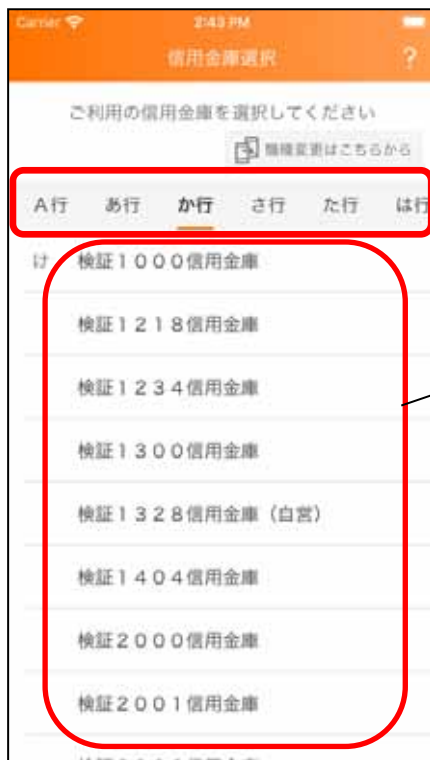 Carrier 2:43 PM
信用金庫選択 ?
ご利用の信用金庫を選択してください
機種変更はこちらから
A行 あ行 か行 さ行 た行 は行
け 検証1000信用金庫
検証1218信用金庫
検証1234信用金庫
検証1300信用金庫
検証1328信用金庫（自営）
検証1404信用金庫
検証2000信用金庫
検証2001信用金庫